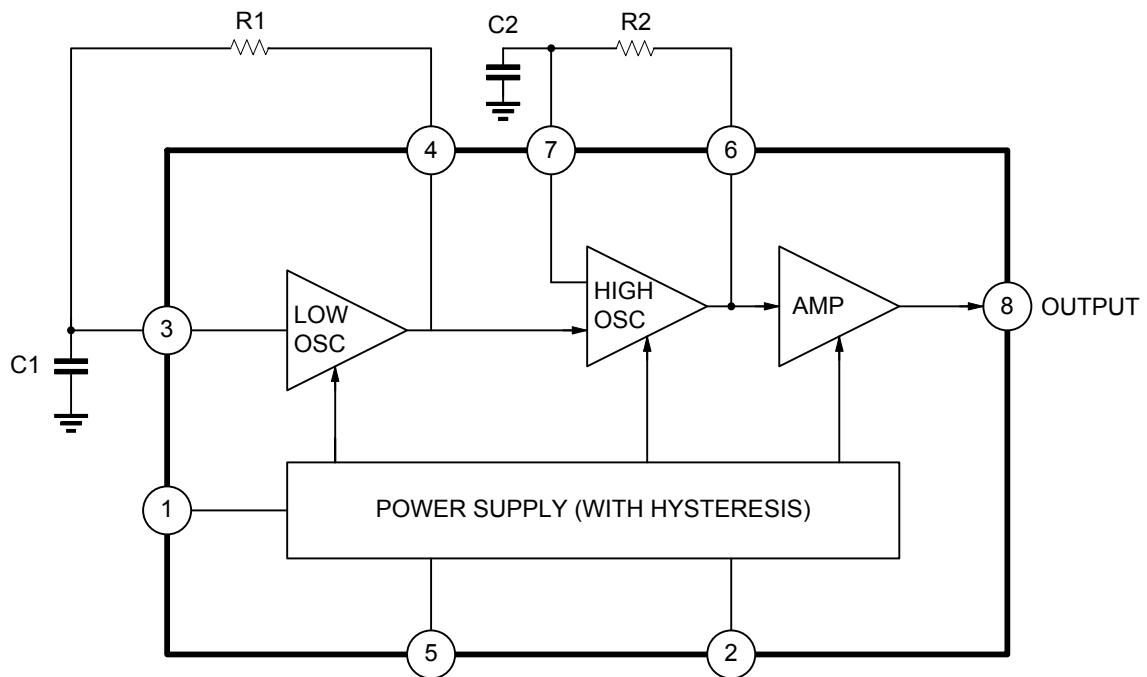 R1
C2
R2
4
7
6
LOW
OSC
HIGH
OSC
AMP
3
8
OUTPUT
C1
1
POWER SUPPLY (WITH HYSTERESIS)
5
2